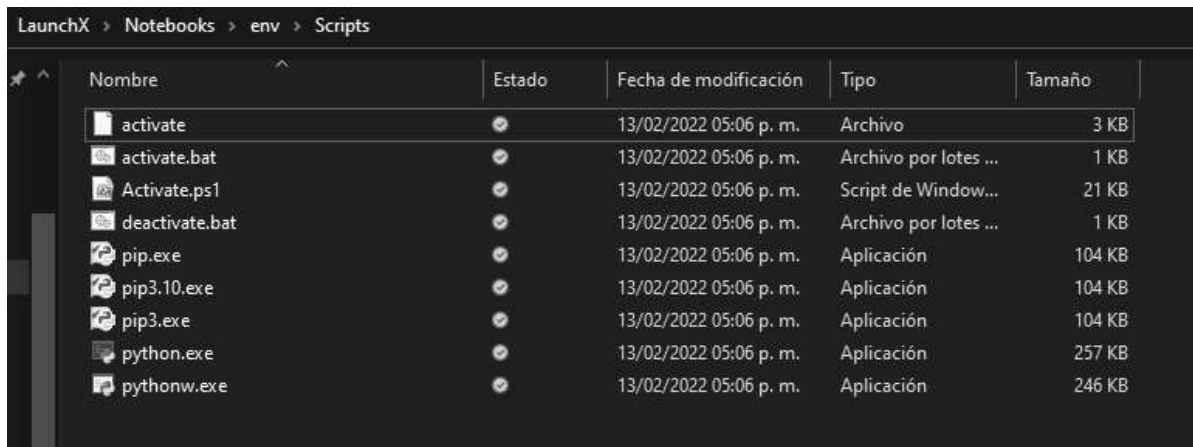 LaunchX > Notebooks > env > Scripts
Nombre Estado Fecha de modificación Tipo Tamaño
activate 13/02/2022 05:06 p. m. Archivo 3 KB
activate.bat 13/02/2022 05:06 p. m. Archivo por lotes ... 1 KB
Activate.ps1 13/02/2022 05:06 p. m. Script de Window... 21 KB
deactivate.bat 13/02/2022 05:06 p. m. Archivo por lotes ... 1 KB
pip.exe 13/02/2022 05:06 p. m. Aplicación 104 KB
pip3.10.exe 13/02/2022 05:06 p. m. Aplicación 104 KB
pip3.exe 13/02/2022 05:06 p. m. Aplicación 104 KB
python.exe 13/02/2022 05:06 p. m. Aplicación 257 KB
pythonw.exe 13/02/2022 05:06 p. m. Aplicación 246 KB